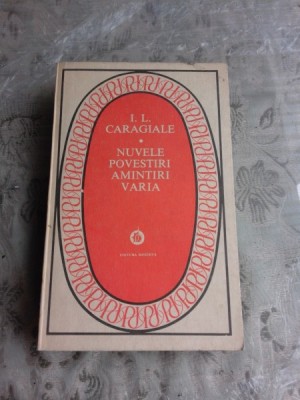 I. L.
CARAGIALE
•
NUVELE
POVESTIRI
AMINTIRI
VARIA
EDITURA MINERVA